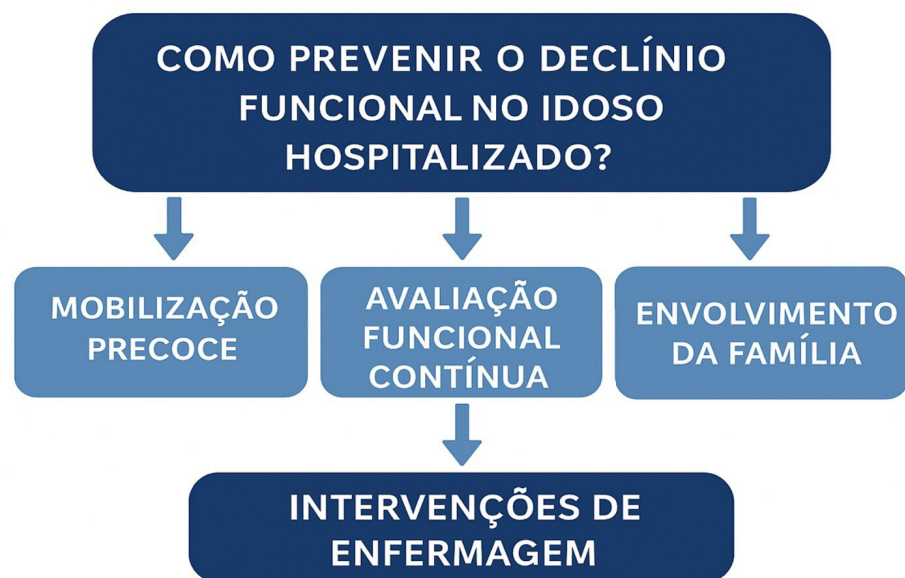 COMO PREVENIR O DECLÍNIO
FUNCIONAL NO IDOSO
HOSPITALIZADO?
MOBILIZAÇÃO
PRECOCE
AVALIAÇÃO
FUNCIONAL
CONTÍNUA
ENVOLVIMENTO
DA FAMÍLIA
INTERVENÇÕES DE
ENFERMAGEM